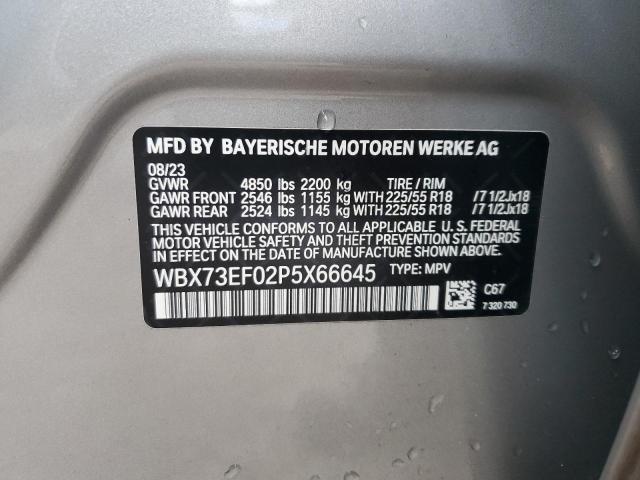 MFD BY BAYERISCHE MOTOREN WERKE AG
08/23
GVWR 4850 lbs 2200 kg TIRE / RIM
GAWR FRONT 2546 lbs 1155 kg WITH 225/55 R18 /7 1/2Jx18
GAWR REAR 2524 lbs 1145 kg WITH 225/55 R18 /7 1/2Jx18
THIS VEHICLE CONFORMS TO ALL APPLICABLE U. S. FEDERAL
MOTOR VEHICLE SAFETY, BUMPER, AND THEFT PREVENTION
STANDARDS IN EFFECT ON THE DATE OF MANUFACTURE SHOWN ABOVE.
WBX73EF02P5X66645 TYPE: MPV
C67
7 320 730